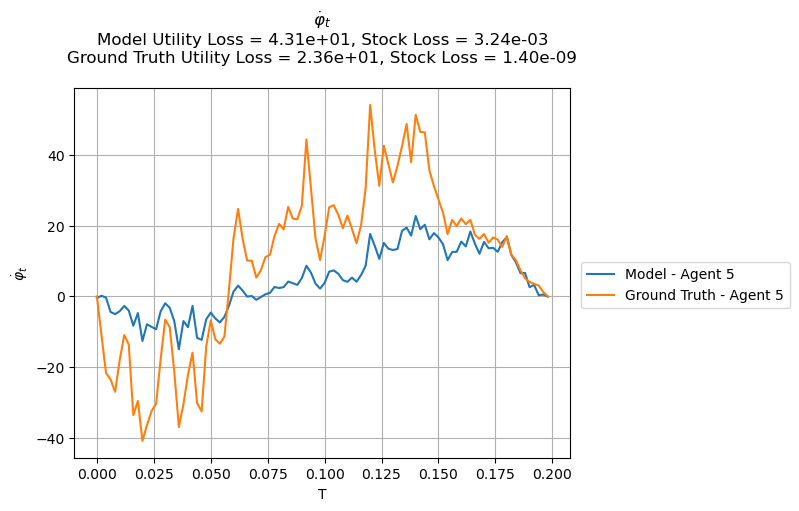 φ̇ₜ
Model Utility Loss = 4.31e+01, Stock Loss = 3.24e-03
Ground Truth Utility Loss = 2.36e+01, Stock Loss = 1.40e-09
φ̇ₜ
40
20
0
−20
−40
0.000 0.025 0.050 0.075 0.100 0.125 0.150 0.175 0.200
T
Model - Agent 5
Ground Truth - Agent 5